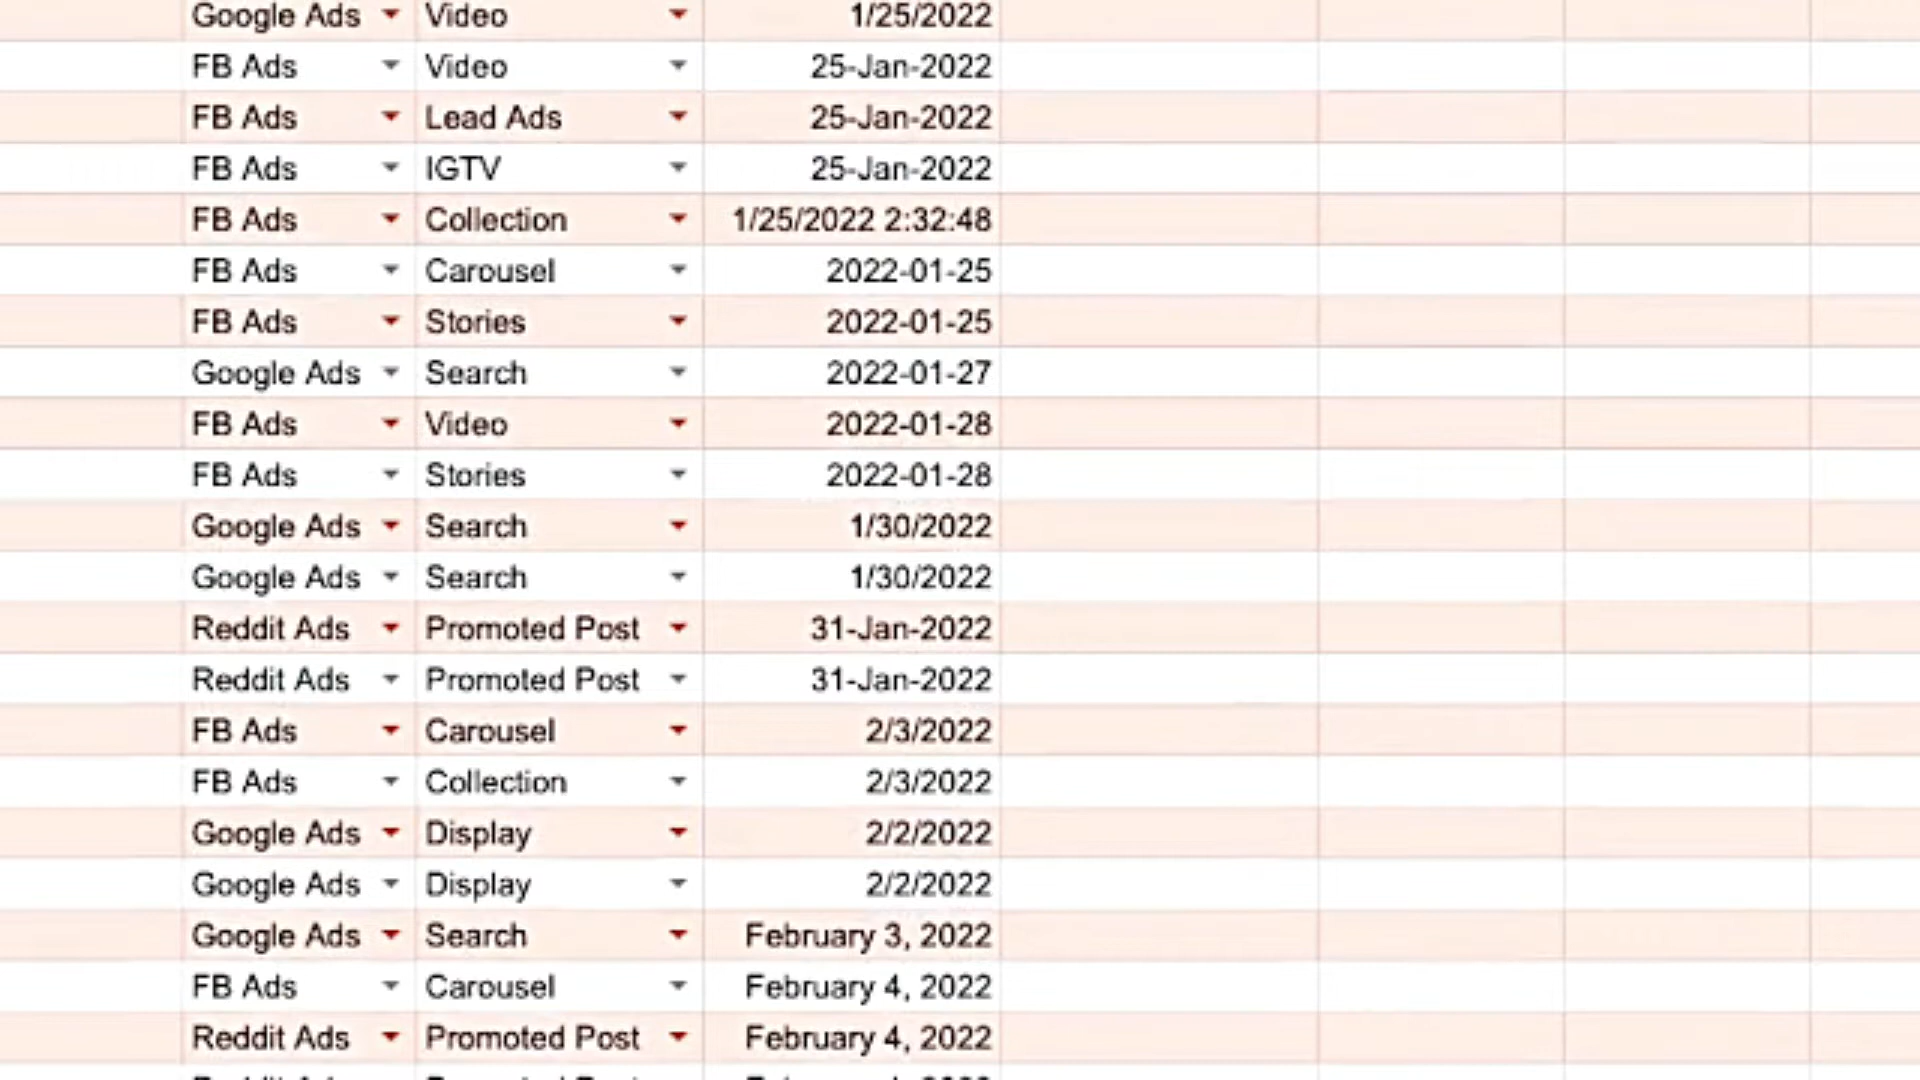 Google Ads Video 1/25/2022
FB Ads Video 25-Jan-2022
FB Ads Lead Ads 25-Jan-2022
FB Ads IGTV 25-Jan-2022
FB Ads Collection 1/25/2022 2:32:48
FB Ads Carousel 2022-01-25
FB Ads Stories 2022-01-25
Google Ads Search 2022-01-27
FB Ads Video 2022-01-28
FB Ads Stories 2022-01-28
Google Ads Search 1/30/2022
Google Ads Search 1/30/2022
Reddit Ads Promoted Post 31-Jan-2022
Reddit Ads Promoted Post 31-Jan-2022
FB Ads Carousel 2/3/2022
FB Ads Collection 2/3/2022
Google Ads Display 2/2/2022
Google Ads Display 2/2/2022
Google Ads Search February 3, 2022
FB Ads Carousel February 4, 2022
Reddit Ads Promoted Post February 4, 2022